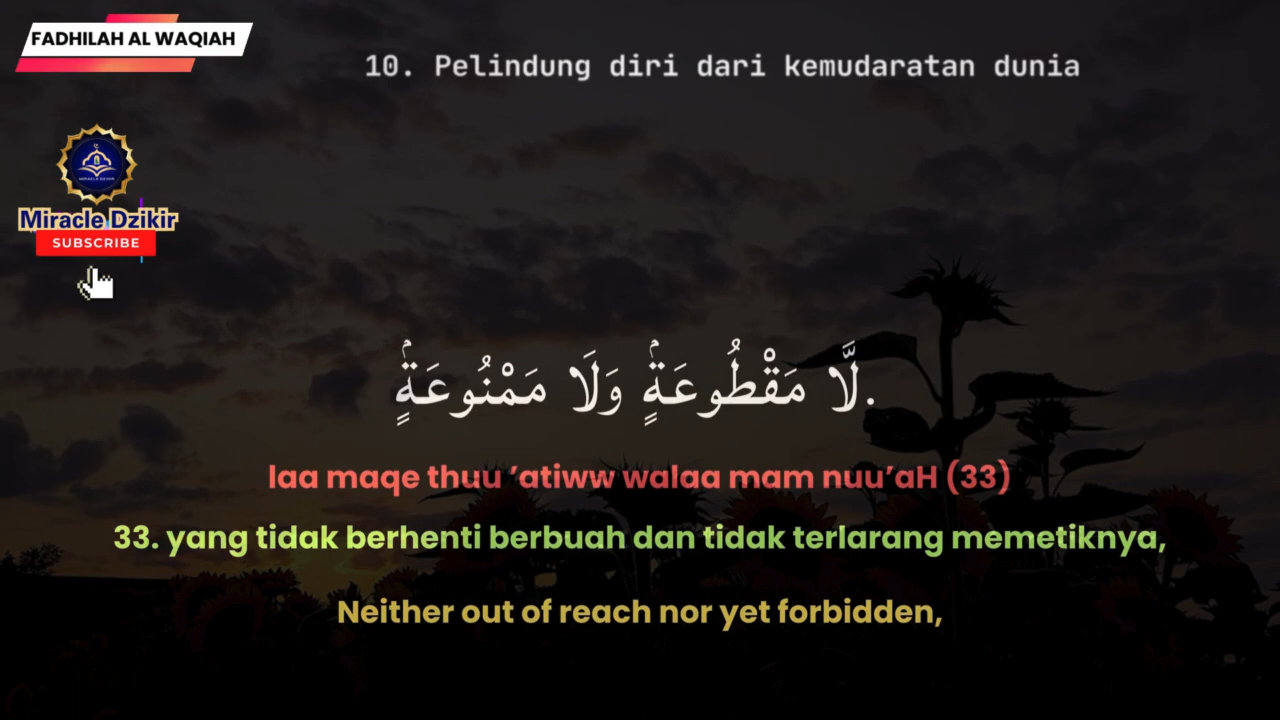 FADHILAH AL WAQIAH
10. Pelindung diri dari kemudaratan dunia
Miracle Dzikir
SUBSCRIBE
لَّا مَقْطُوعَةٍۢ وَلَا مَمْنُوعَةٍۢ.
laa maqe thuu ’atiww walaa mam nuu’aH (33)
33. yang tidak berhenti berbuah dan tidak terlarang memetiknya,
Neither out of reach nor yet forbidden,